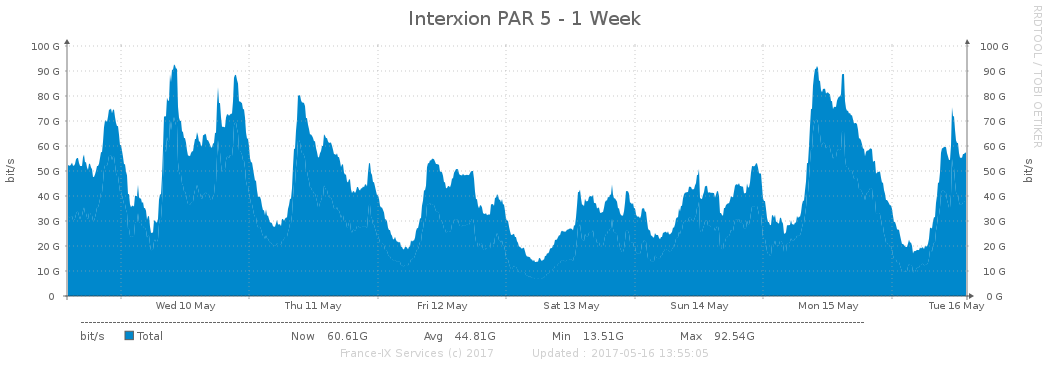 Interxion PAR 5 - 1 Week
RRDTOOL / TOBI OETIKER
bit/s
bit/s
100 G 100 G
90 G 90 G
80 G 80 G
70 G 70 G
60 G 60 G
50 G 50 G
40 G 40 G
30 G 30 G
20 G 20 G
10 G 10 G
0 0 G
Wed 10 May Thu 11 May Fri 12 May Sat 13 May Sun 14 May Mon 15 May Tue 16 May
bit/s Total Now 60.61G Avg 44.81G Min 13.51G Max 92.54G
France-IX Services (c) 2017 Updated : 2017-05-16 13:55:05